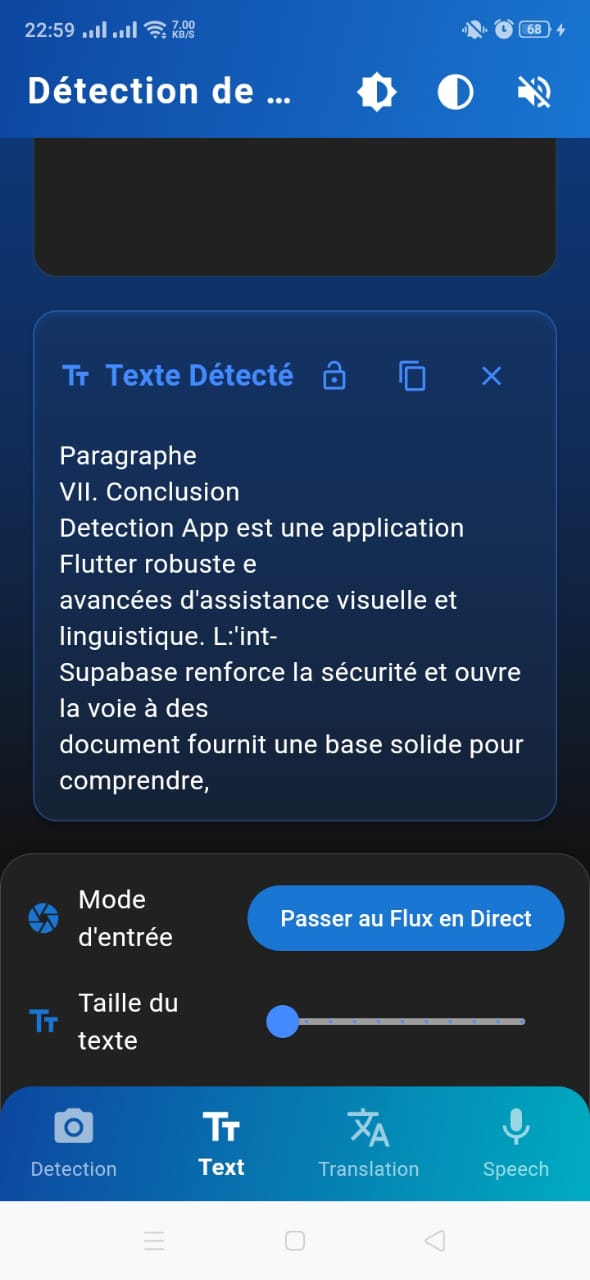 22:59
7.00
KB/S
68
Détection de ...
Texte Détecté
Paragraphe
VII. Conclusion
Detection App est une application
Flutter robuste e
avancées d'assistance visuelle et
linguistique. L:'int-
Supabase renforce la sécurité et ouvre
la voie à des
document fournit une base solide pour
comprendre,
Mode
d'entrée
Passer au Flux en Direct
Taille du
texte
Detection
Text
Translation
Speech